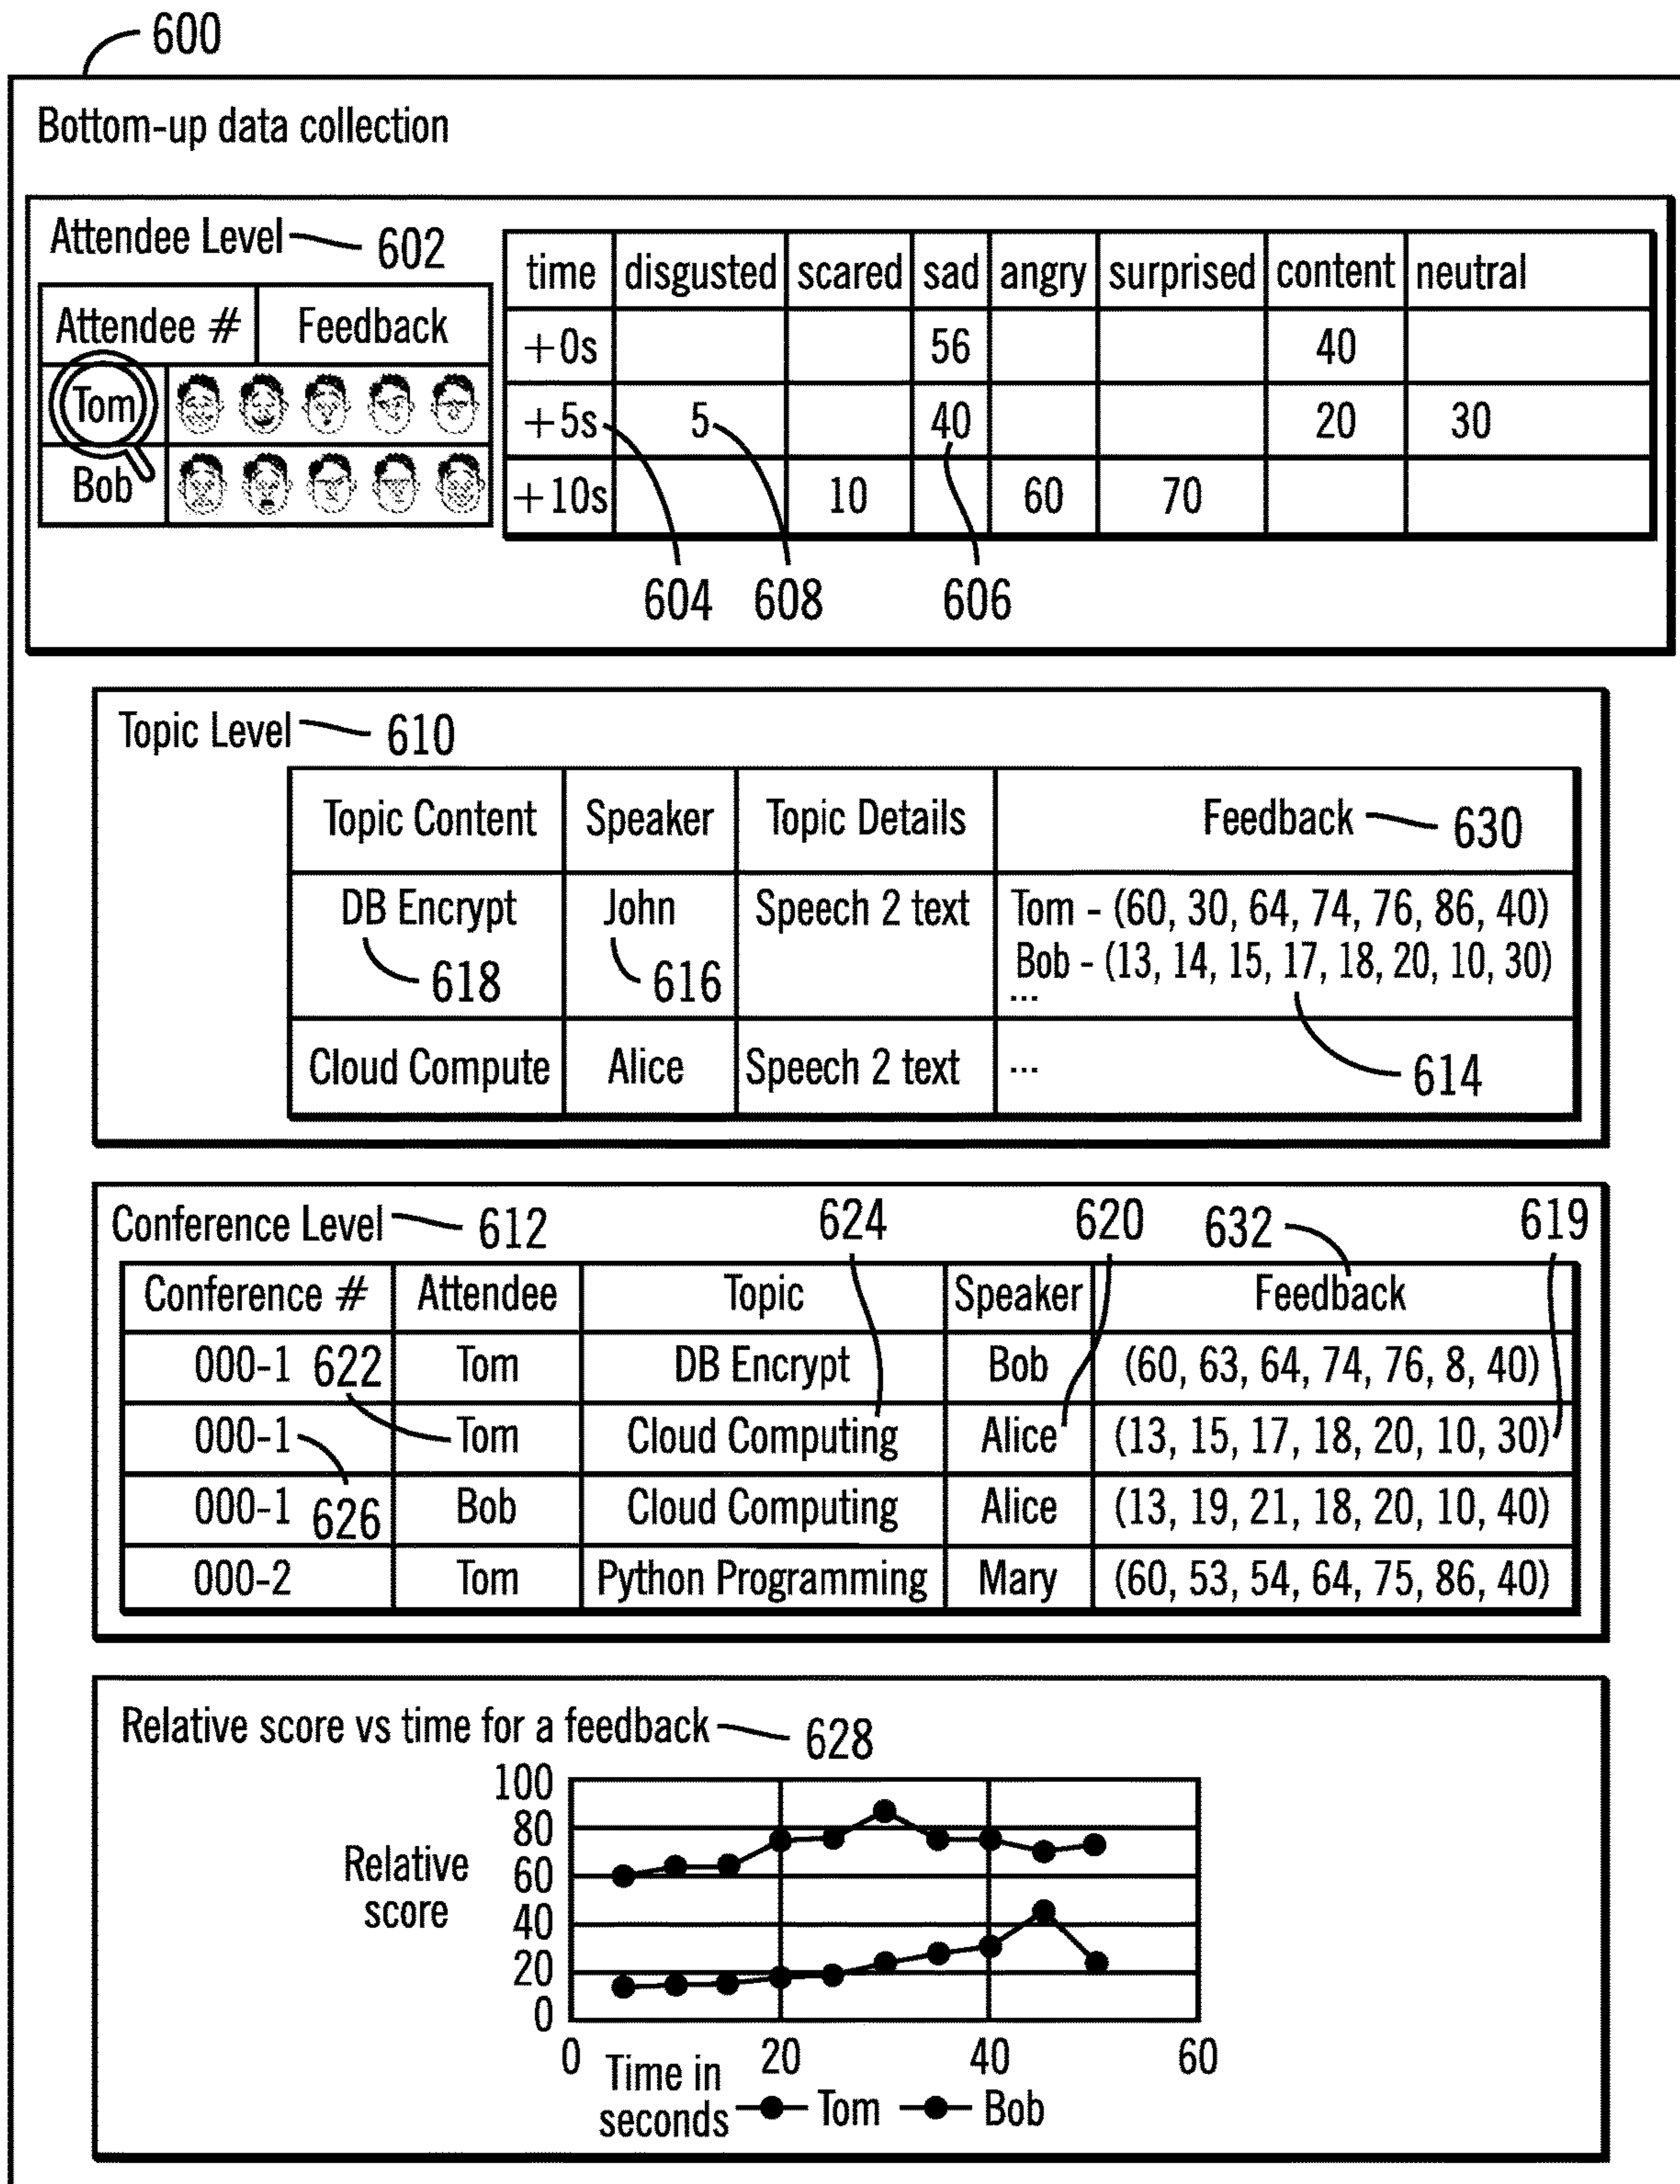 600
Bottom-up data collection
Attendee Level 602
Attendee # Feedback
Tom
Bob
time disgusted scared sad angry surprised content neutral
+0s 56 40
+5s 5 40 20 30
+10s 10 60 70
604 608 606
Topic Level 610
Topic Content Speaker Topic Details Feedback 630
DB Encrypt John Speech 2 text Tom - (60, 30, 64, 74, 76, 86, 40)
Bob - (13, 14, 15, 17, 18, 20, 10, 30)
618 616 ...
Cloud Compute Alice Speech 2 text ...
614
Conference Level 612 624 620 632 619
Conference # Attendee Topic Speaker Feedback
000-1 622 Tom DB Encrypt Bob (60, 63, 64, 74, 76, 8, 40)
000-1 Tom Cloud Computing Alice (13, 15, 17, 18, 20, 10, 30)
000-1 626 Bob Cloud Computing Alice (13, 19, 21, 18, 20, 10, 40)
000-2 Tom Python Programming Mary (60, 53, 54, 64, 75, 86, 40)
Relative score vs time for a feedback 628
100
80
60
40
20
0
Relative
score
0 20 40 60
Time in
seconds
Tom Bob